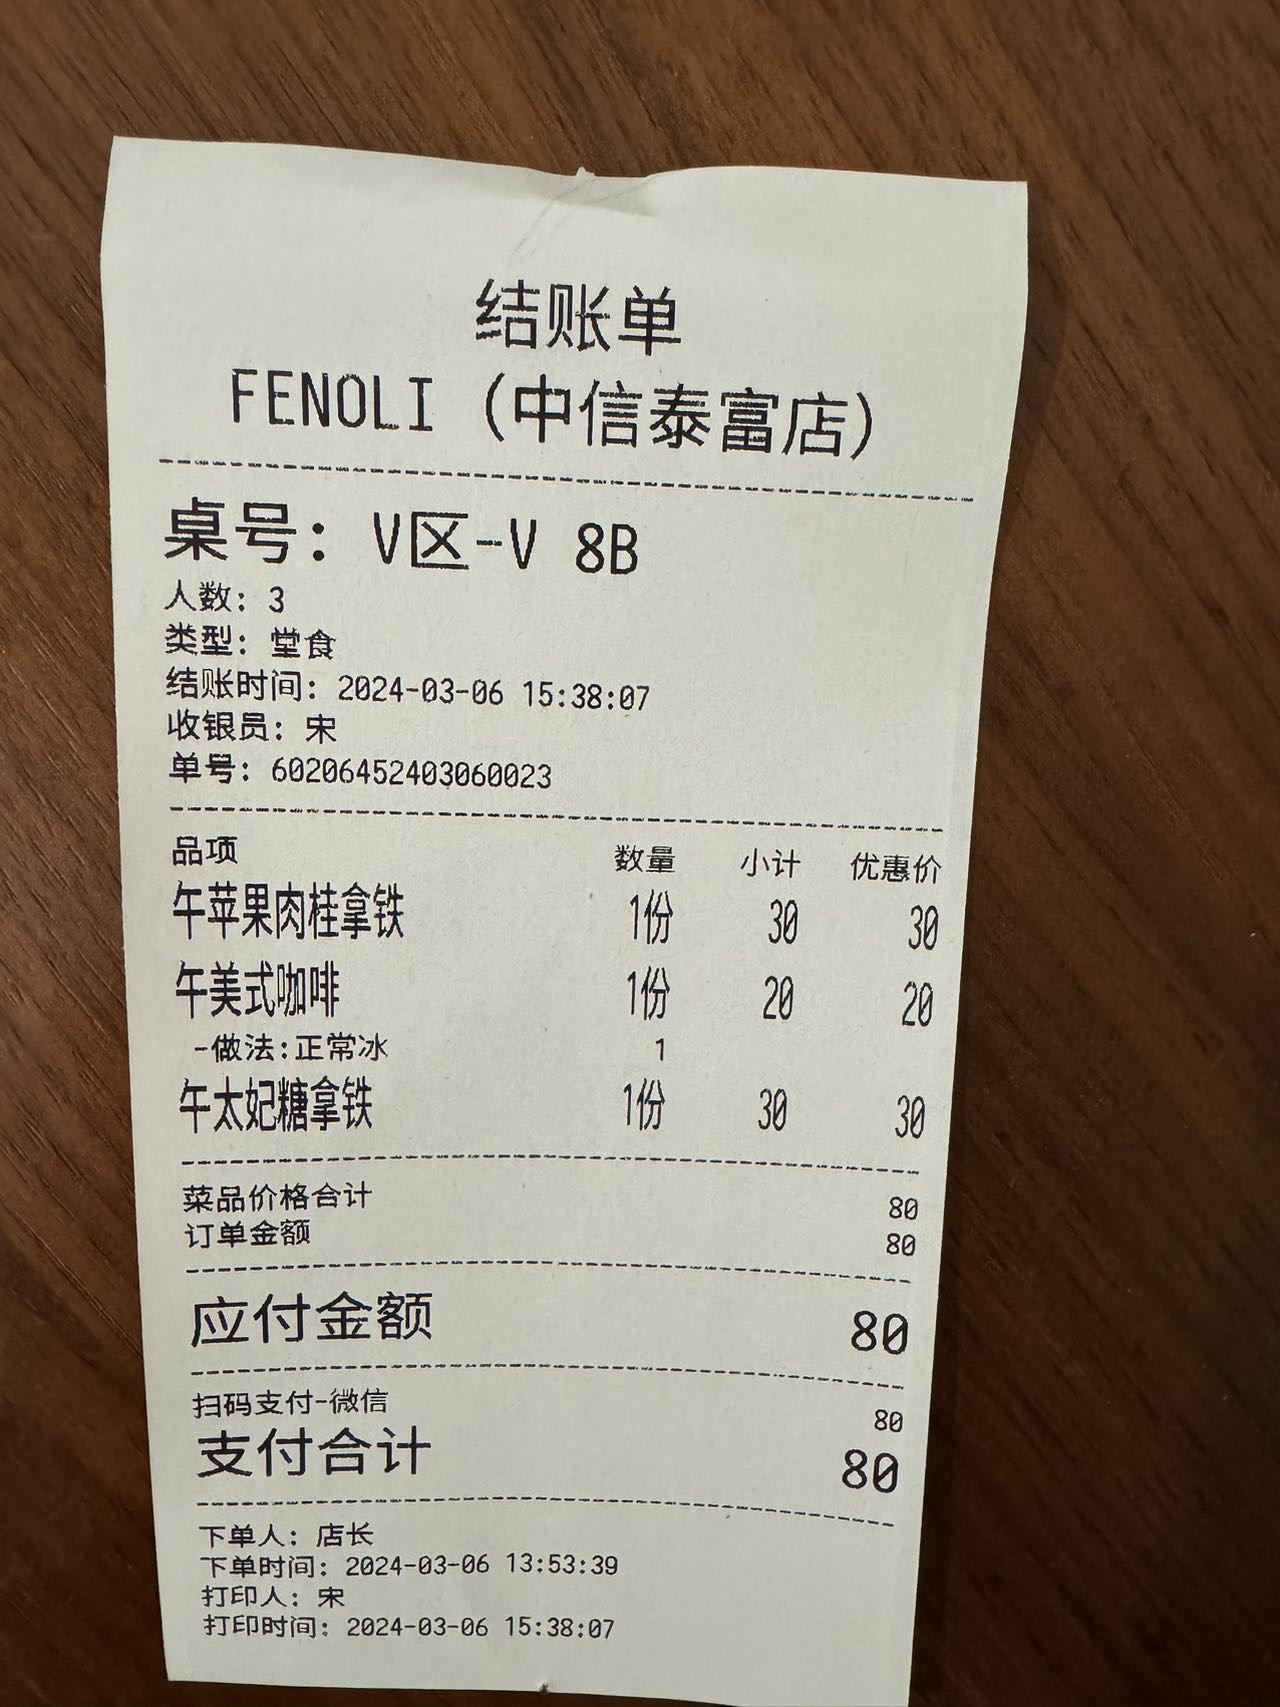 结账单
FENOLI (中信泰富店)
桌号: V区-V 8B
人数: 3
类型: 堂食
结账时间: 2024-03-06 15:38:07
收银员: 宋
单号: 60206452403060023
品项 数量 小计 优惠价
午苹果肉桂拿铁 1份 30 30
午美式咖啡 1份 20 20
-做法:正常冰 1
午太妃糖拿铁 1份 30 30
菜品价格合计 80
订单金额 80
应付金额 80
扫码支付-微信 80
支付合计 80
下单人: 店长
下单时间: 2024-03-06 13:53:39
打印人: 宋
打印时间: 2024-03-06 15:38:07